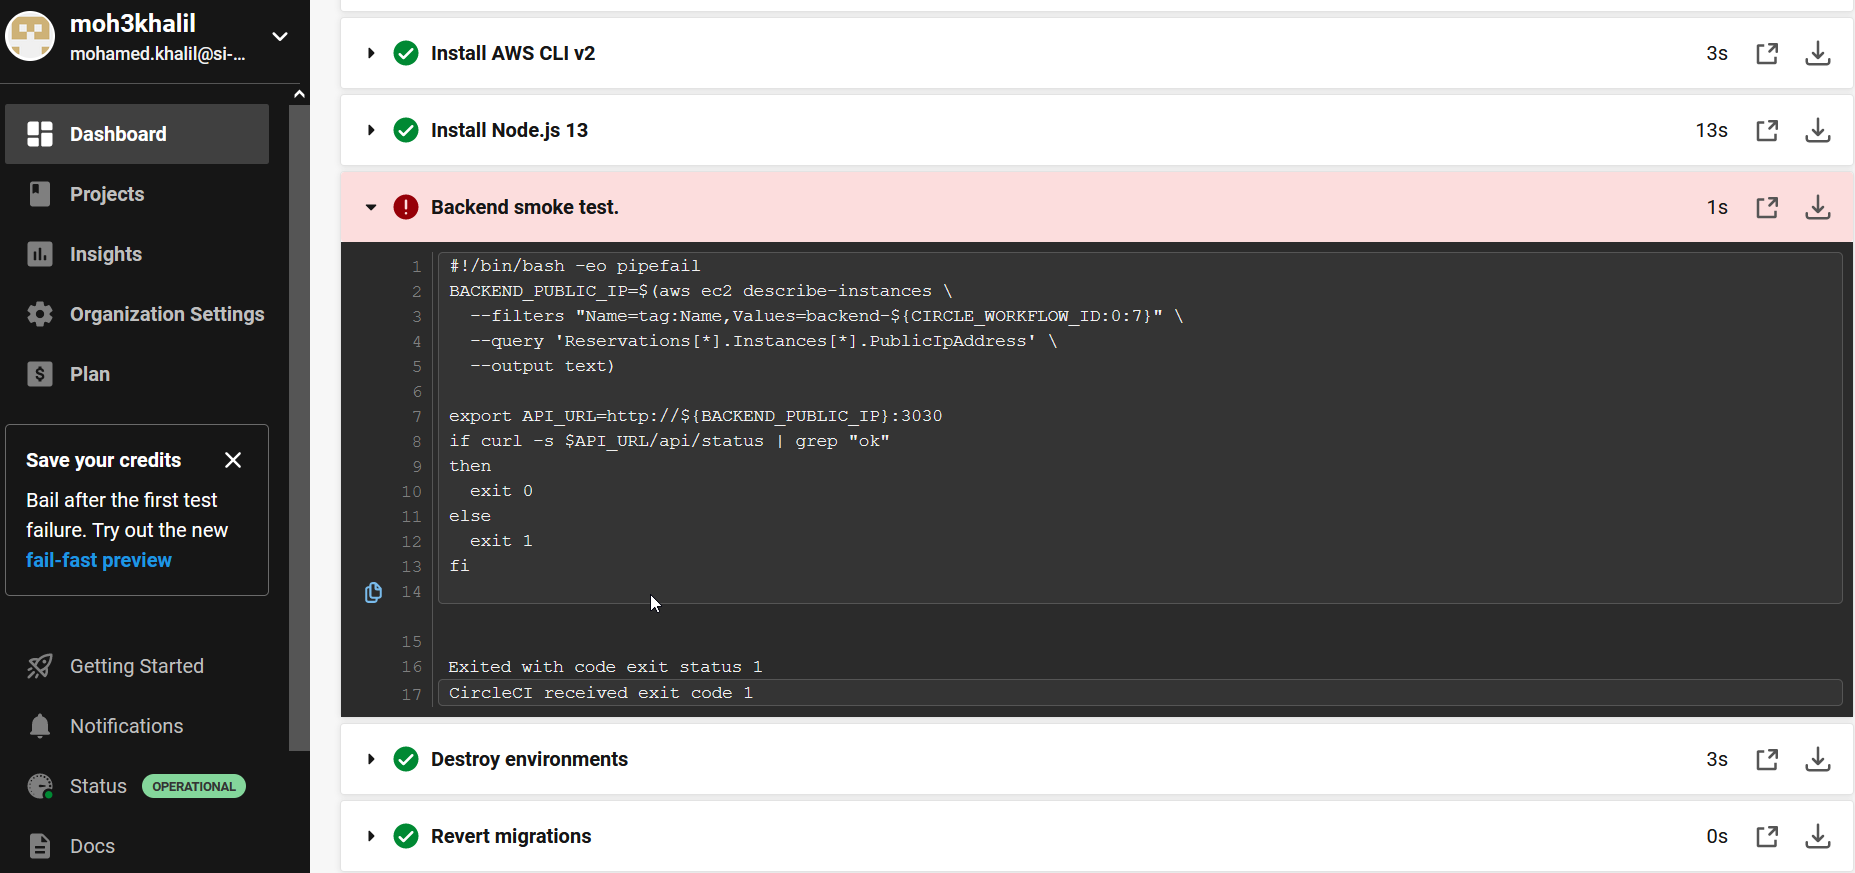 moh3khalil
mohamed.khalil@si-...
Dashboard
Projects
Insights
Organization Settings
Plan
Save your credits
Bail after the first test
failure. Try out the new
fail-fast preview
Getting Started
Notifications
Status OPERATIONAL
Docs
Install AWS CLI v2 3s
Install Node.js 13 13s
Backend smoke test. 1s
1 #!/bin/bash -eo pipefail
2 BACKEND_PUBLIC_IP=$(aws ec2 describe-instances \
3 --filters "Name=tag:Name,Values=backend-${CIRCLE_WORKFLOW_ID:0:7}" \
4 --query 'Reservations[*].Instances[*].PublicIpAddress' \
5 --output text)
6
7 export API_URL=http://${BACKEND_PUBLIC_IP}:3030
8 if curl -s $API_URL/api/status | grep "ok"
9 then
10 exit 0
11 else
12 exit 1
13 fi
14
15
16 Exited with code exit status 1
17 CircleCI received exit code 1
Destroy environments 3s
Revert migrations 0s